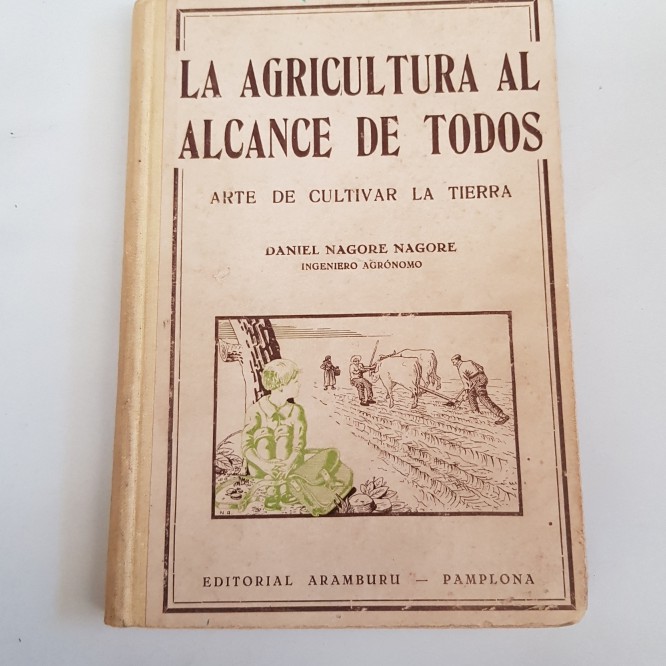 LA AGRICULTURA AL
ALCANCE DE TODOS
ARTE DE CULTIVAR LA TIERRA
DANIEL NAGORE NAGORE
INGENIERO AGRÓNOMO
EDITORIAL ARAMBURU — PAMPLONA